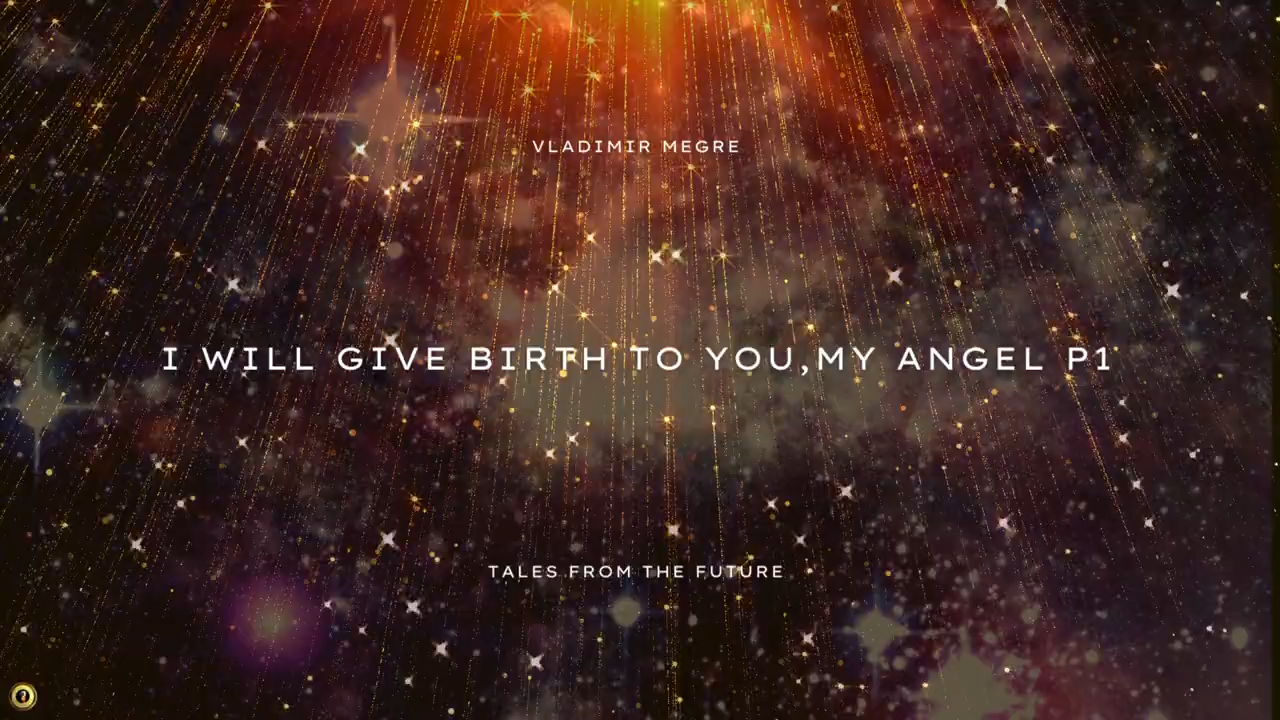 VLADIMIR MEGRE
I WILL GIVE BIRTH TO YOU,MY ANGEL P1
TALES FROM THE FUTURE